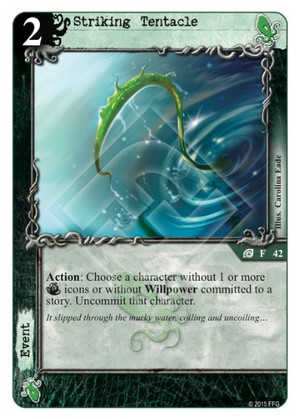 2
Striking Tentacle
Illus. Carolina Eade
F 42
Action: Choose a character without 1 or more
icons or without Willpower committed to a
story. Uncommit that character.
It slipped through the murky water, coiling and uncoiling…
Event
© 2015 FFG